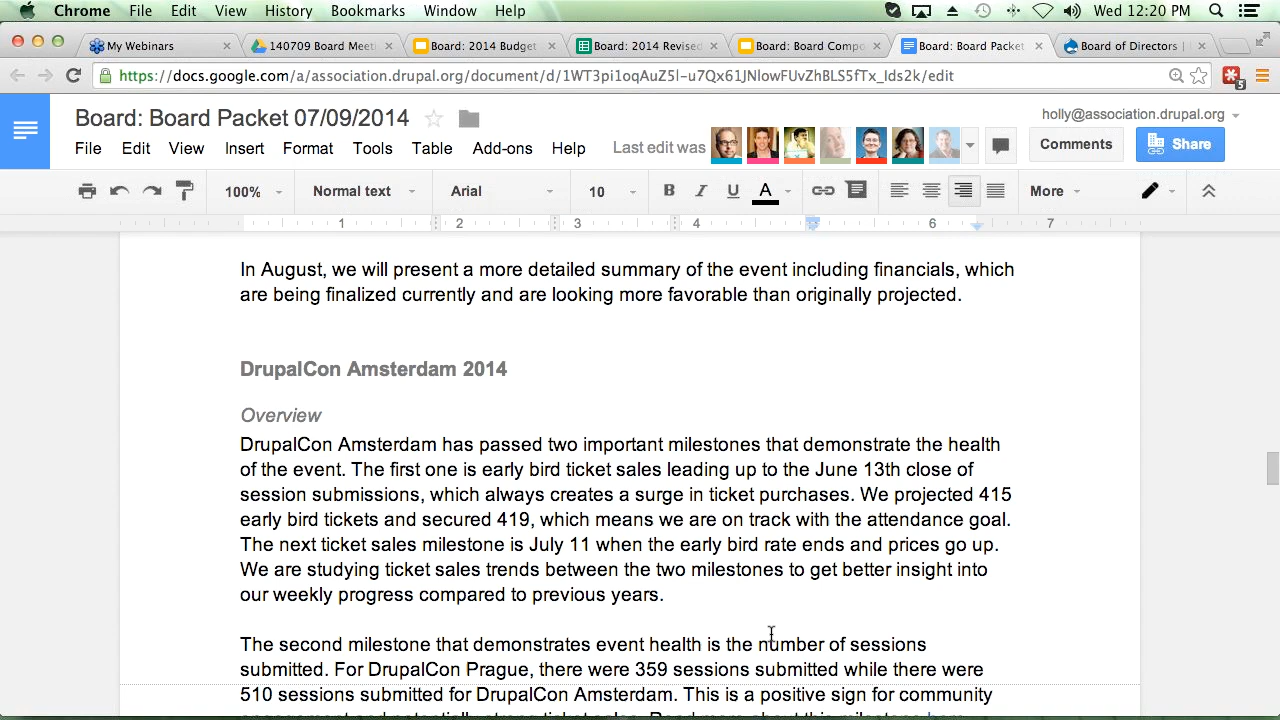 Chrome File Edit View History Bookmarks Window Help Wed 12:20 PM
My Webinars 140709 Board Meeti Board: 2014 Budget Board: 2014 Revised Board: Board Compo Board: Board Packet Board of Directors |
https://docs.google.com/a/association.drupal.org/document/d/1WT3pi1oqAuZ5l-u7Qx61JNlowFUvZhBLS5fTx_Ids2k/edit 5
Board: Board Packet 07/09/2014 holly@association.drupal.org
File Edit View Insert Format Tools Table Add-ons Help Last edit was Comments Share
100% Normal text Arial 10 B I U A More
1 2 3 4 6 7
In August, we will present a more detailed summary of the event including financials, which
are being finalized currently and are looking more favorable than originally projected.
DrupalCon Amsterdam 2014
Overview
DrupalCon Amsterdam has passed two important milestones that demonstrate the health
of the event. The first one is early bird ticket sales leading up to the June 13th close of
session submissions, which always creates a surge in ticket purchases. We projected 415
early bird tickets and secured 419, which means we are on track with the attendance goal.
The next ticket sales milestone is July 11 when the early bird rate ends and prices go up.
We are studying ticket sales trends between the two milestones to get better insight into
our weekly progress compared to previous years.
The second milestone that demonstrates event health is the number of sessions
submitted. For DrupalCon Prague, there were 359 sessions submitted while there were
510 sessions submitted for DrupalCon Amsterdam. This is a positive sign for community